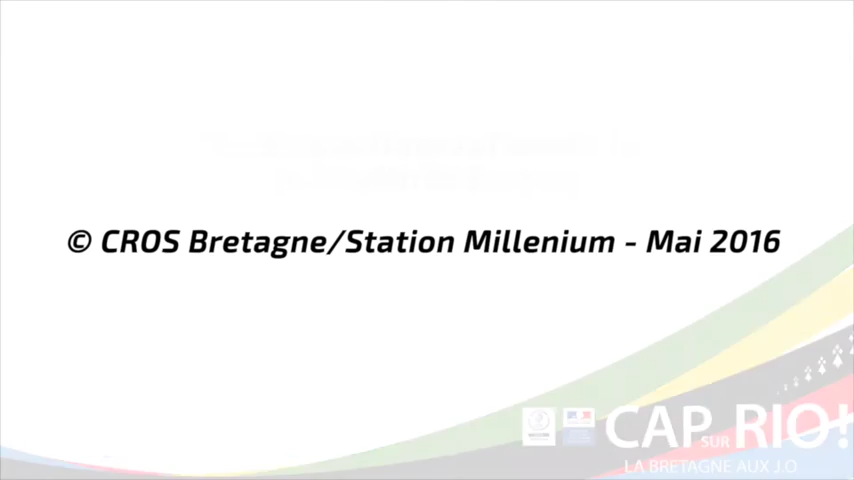 © CROS Bretagne/Station Millenium - Mai 2016
CAP SUR RIO!
LA BRETAGNE AUX J.O